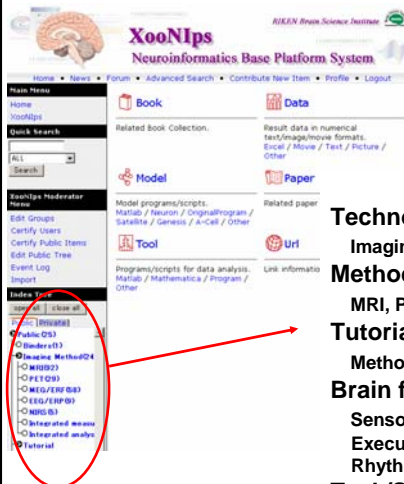 RIKEN Brain Science Institute
XooNIps
Neuroinformatics Base Platform System
Home • News • Forum • Advanced Search • Contribute New Item • Profile • Logout
Main Menu
Home
XooNIps
Quick Search
ALL
Search
XooNIps Moderator
Menu
Edit Groups
Certify Users
Certify Public Items
Edit Public Tree
Event Log
Import
Index Tree
open all close all
Public [Private]
Public(25)
Binders(1)
Imaging Method(24
MRI(92)
PET(29)
MEG/ERF(58)
EEG/ERP(9)
NIRS(5)
Integrated measu
Integrated analys
Tutorial
Book
Related Book Collection.
Data
Result data in numerical
text/image/movie formats.
Excel / Movie / Text / Picture /
Other
Model
Model programs/scripts.
Matlab / Neuron / OriginalProgram /
Satellite / Genesis / A-Cell / Other
Paper
Related paper
Tool
Programs/scripts for data analysis.
Matlab / Mathematica / Program /
Other
Url
Link informatio
Techno
Imagin
Method
MRI, P
Tutoria
Metho
Brain f
Senso
Execu
Rhyth